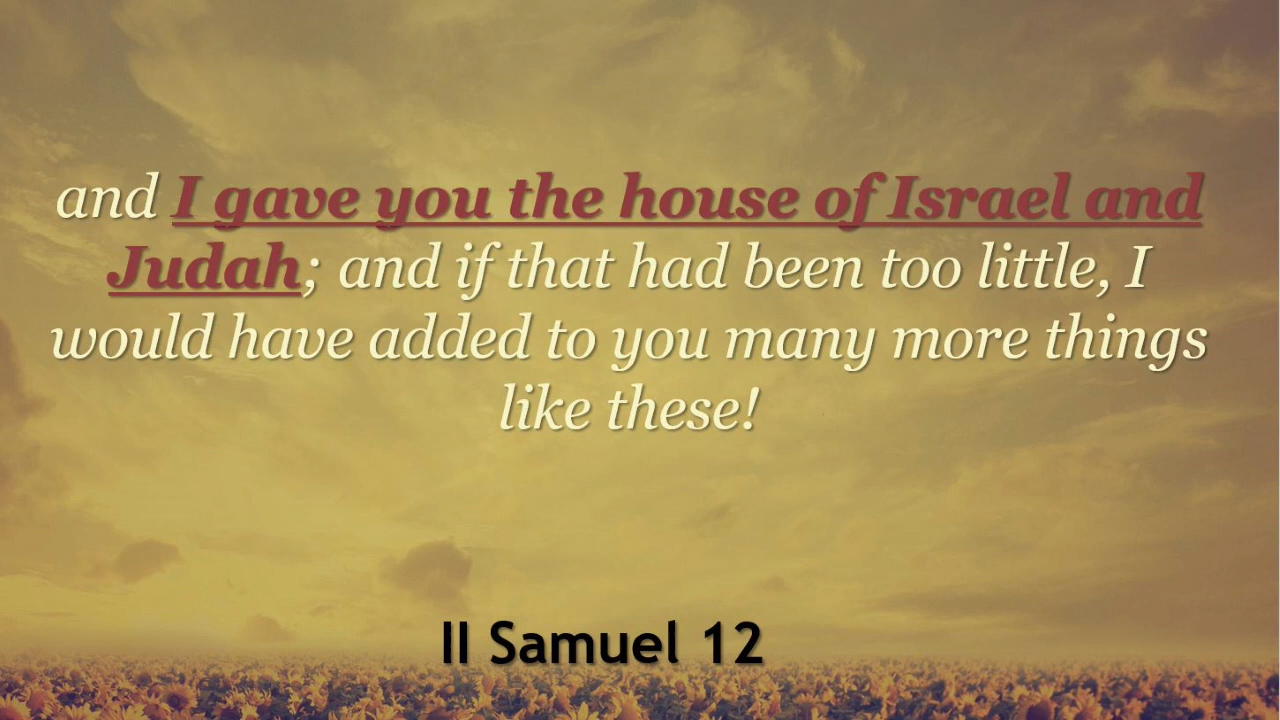 and I gave you the house of Israel and
Judah; and if that had been too little, I
would have added to you many more things
like these!
II Samuel 12